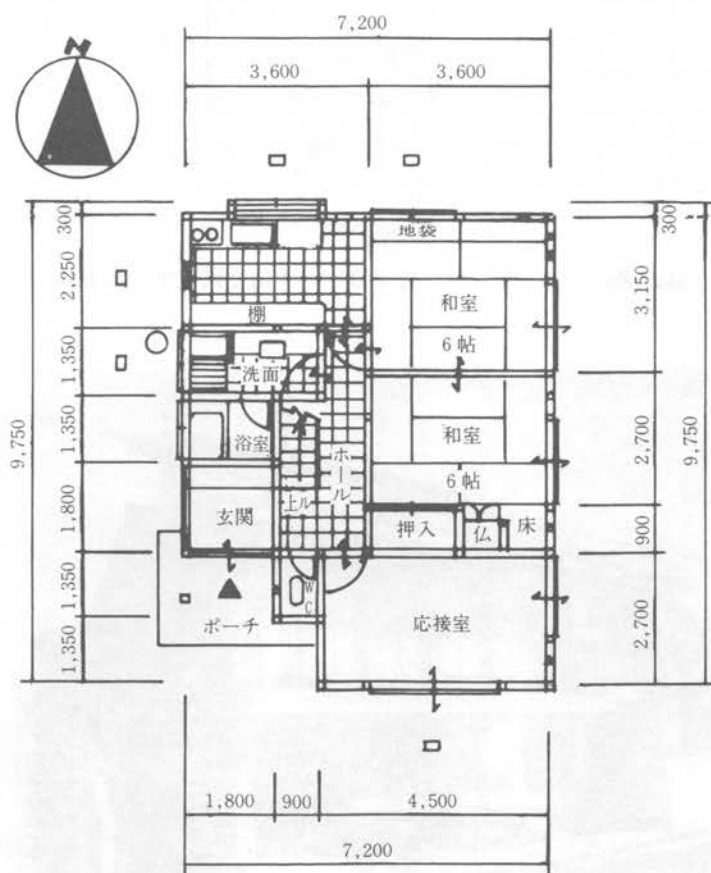 7,200
3,600
3,600
N
300
2,250
1,350
1,350
1,800
1,350
1,350
9,750
地袋
和室
6帖
棚
洗面
和室
6帖
浴室
ホール
上ル
玄関
押入
仏
床
WC
ポーチ
応接室
300
3,150
2,700
900
2,700
9,750
1,800
900
4,500
7,200